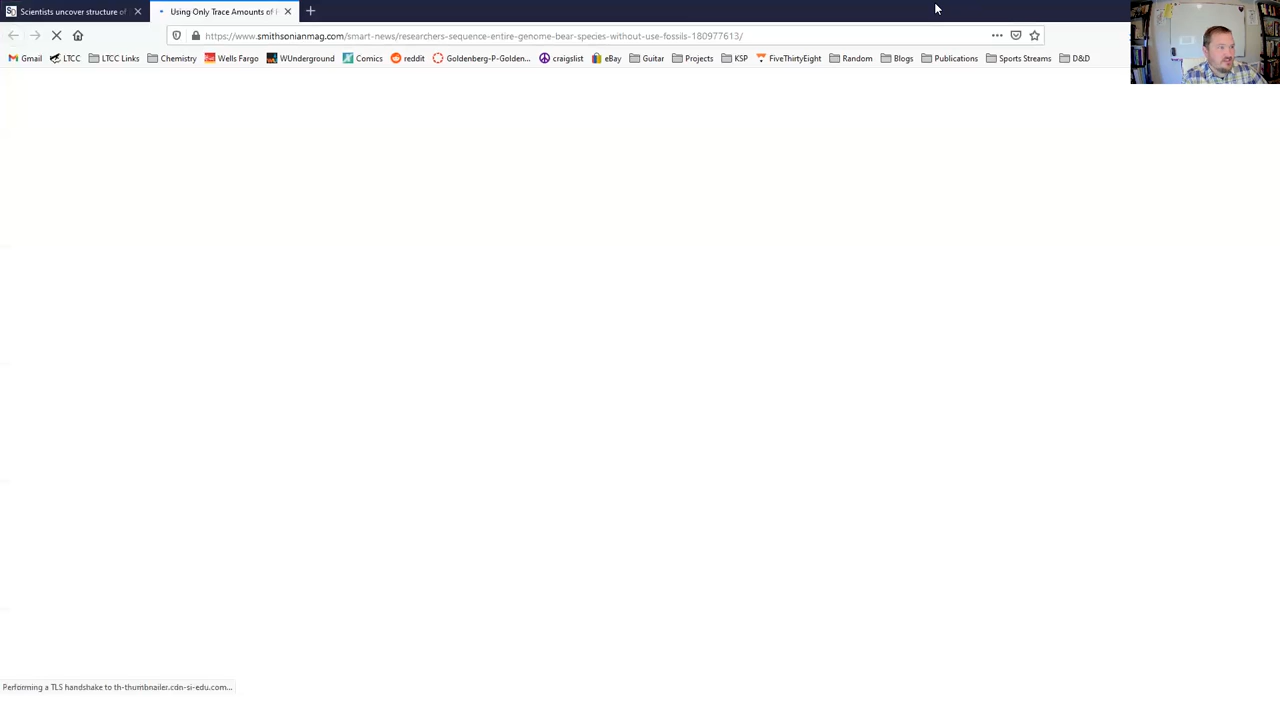 Scientists uncover structure of
Using Only Trace Amounts of
https://www.smithsonianmag.com/smart-news/researchers-sequence-entire-genome-bear-species-without-use-fossils-180977613/
Gmail LTCC LTCC Links Chemistry Wells Fargo WUnderground Comics reddit Goldenberg-P-Golden... craigslist eBay Guitar Projects KSP FiveThirtyEight Random Blogs Publications Sports Streams D&D
Performing a TLS handshake to th-thumbnailer.cdn-si-edu.com...